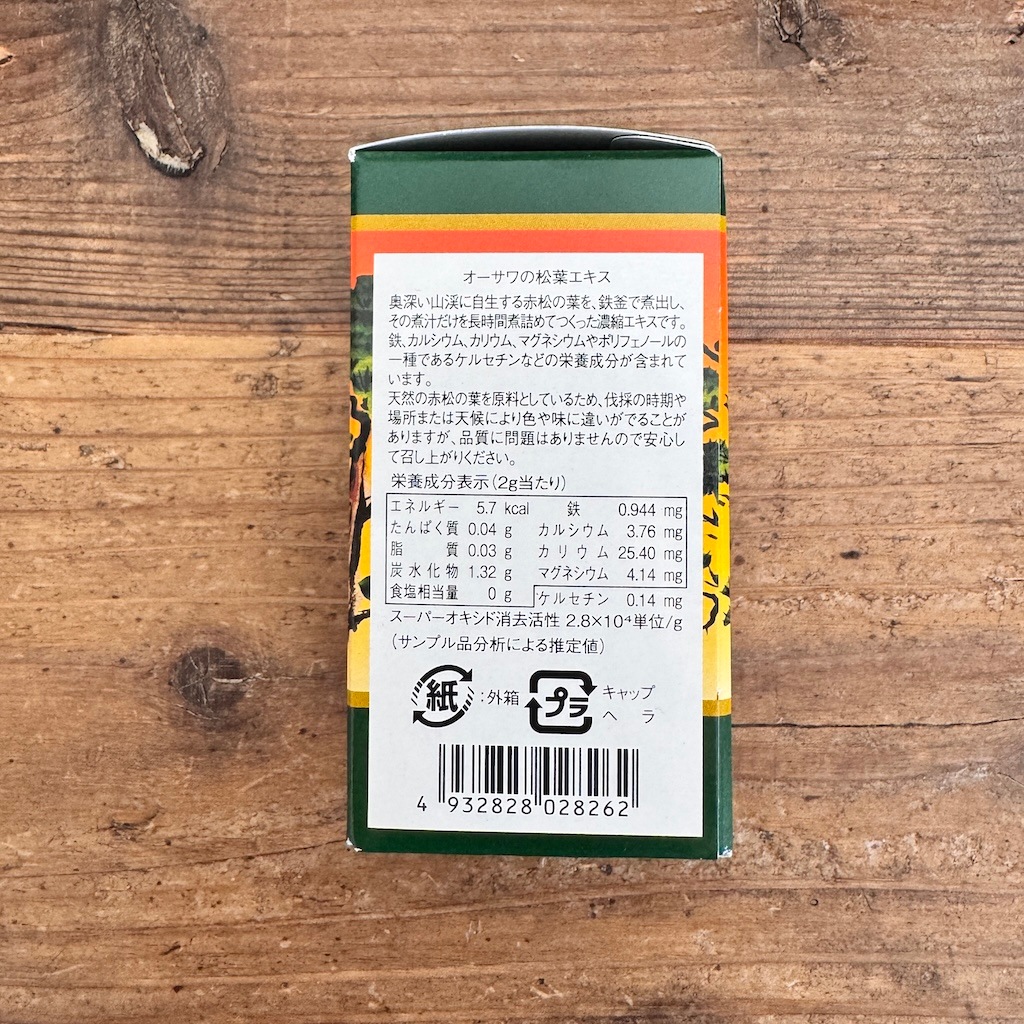 オーサワの松葉エキス
奥深い山渓に自生する赤松の葉を、鉄釜で煮出し、
その煮汁だけを長時間煮詰めてつくった濃縮エキスです。
鉄、カルシウム、カリウム、マグネシウムやポリフェノールの
一種であるケルセチンなどの栄養成分が含まれて
います。
天然の赤松の葉を原料としているため、伐採の時期や
場所または天候により色や味に違いがでることが
ありますが、品質に問題はありませんので安心し
て召し上がりください。
栄養成分表示(2g当たり)
エネルギー 5.7 kcal 鉄 0.944 mg
たんぱく質 0.04 g カルシウム 3.76 mg
脂質 0.03 g カリウム 25.40 mg
炭水化物 1.32 g マグネシウム 4.14 mg
食塩相当量 0 g ケルセチン 0.14 mg
スーパーオキシド消去活性 2.8×10⁴単位/g
(サンプル品分析による推定値)
紙:外箱 プラ キャップ
ヘラ
4 932828 028262